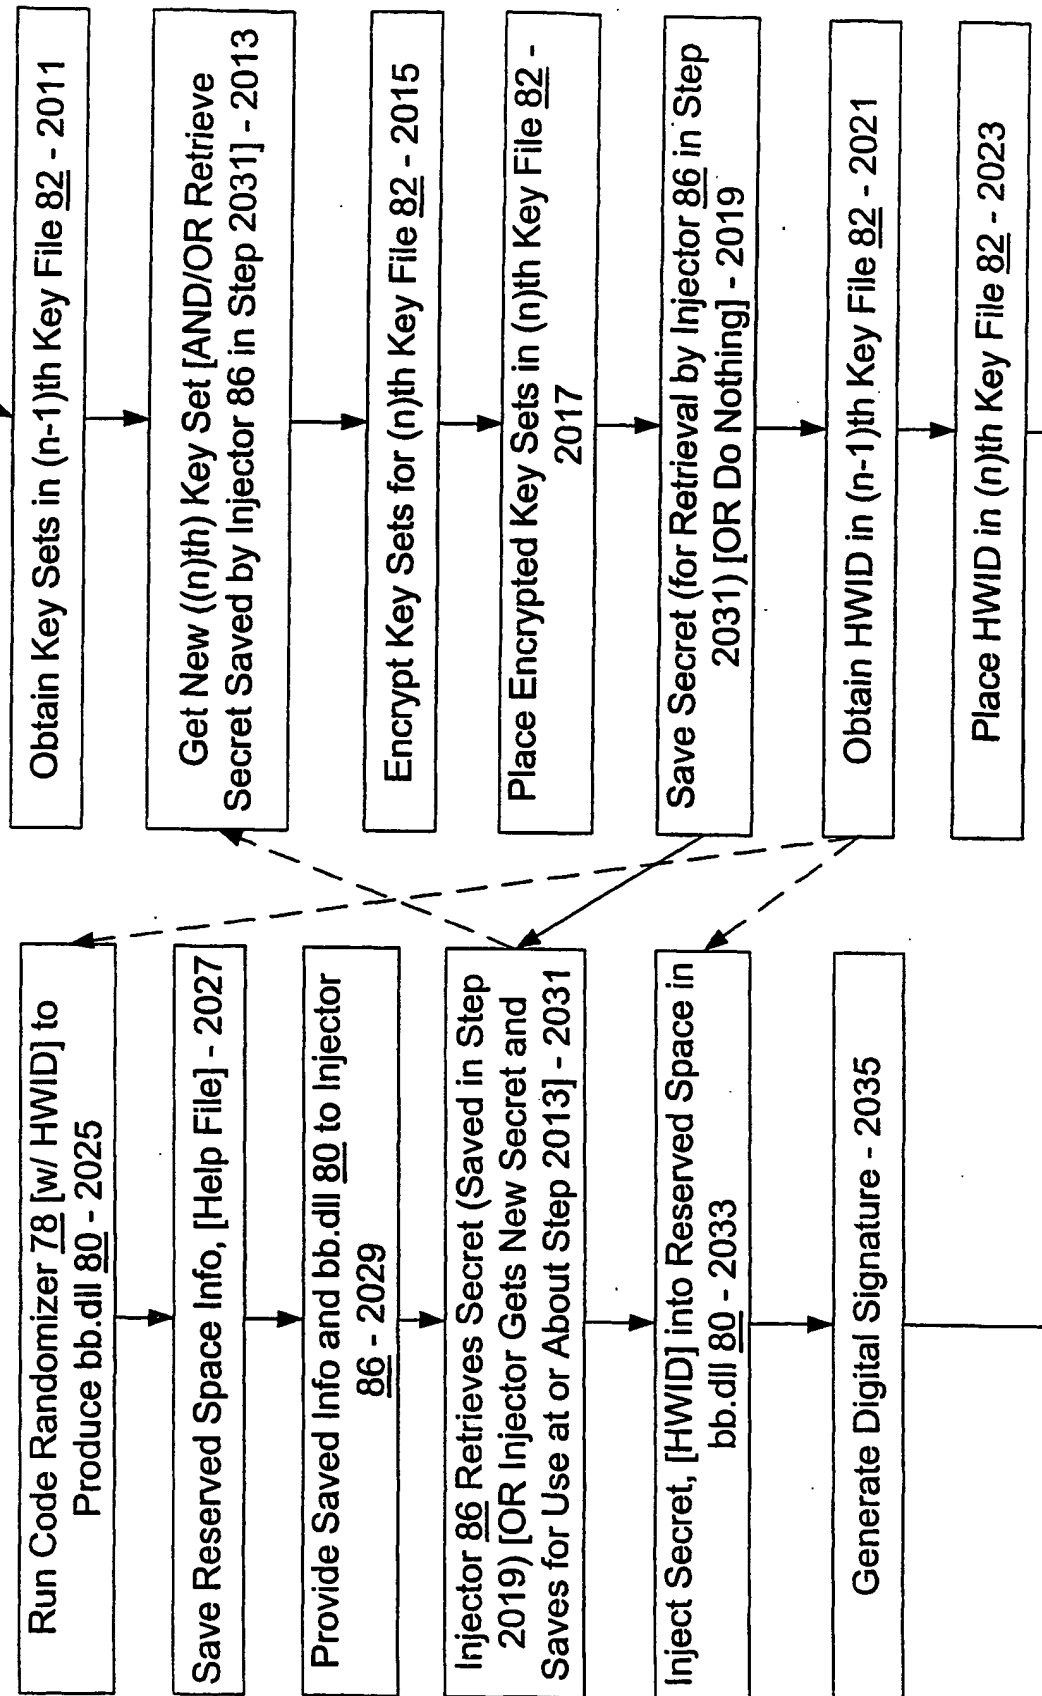 Obtain Key Sets in (n-1)th Key File 82 - 2011
Get New ((n)th) Key Set [AND/OR Retrieve
Secret Saved by Injector 86 in Step 2031] - 2013
Encrypt Key Sets for (n)th Key File 82 - 2015
Place Encrypted Key Sets in (n)th Key File 82 -
2017
Save Secret (for Retrieval by Injector 86 in Step
2031) [OR Do Nothing] - 2019
Obtain HWID in (n-1)th Key File 82 - 2021
Place HWID in (n)th Key File 82 - 2023
Run Code Randomizer 78 [w/ HWID] to
Produce bb.dll 80 - 2025
Save Reserved Space Info, [Help File] - 2027
Provide Saved Info and bb.dll 80 to Injector
86 - 2029
Injector 86 Retrieves Secret (Saved in Step
2019) [OR Injector Gets New Secret and
Saves for Use at or About Step 2013] - 2031
Inject Secret, [HWID] into Reserved Space in
bb.dll 80 - 2033
Generate Digital Signature - 2035